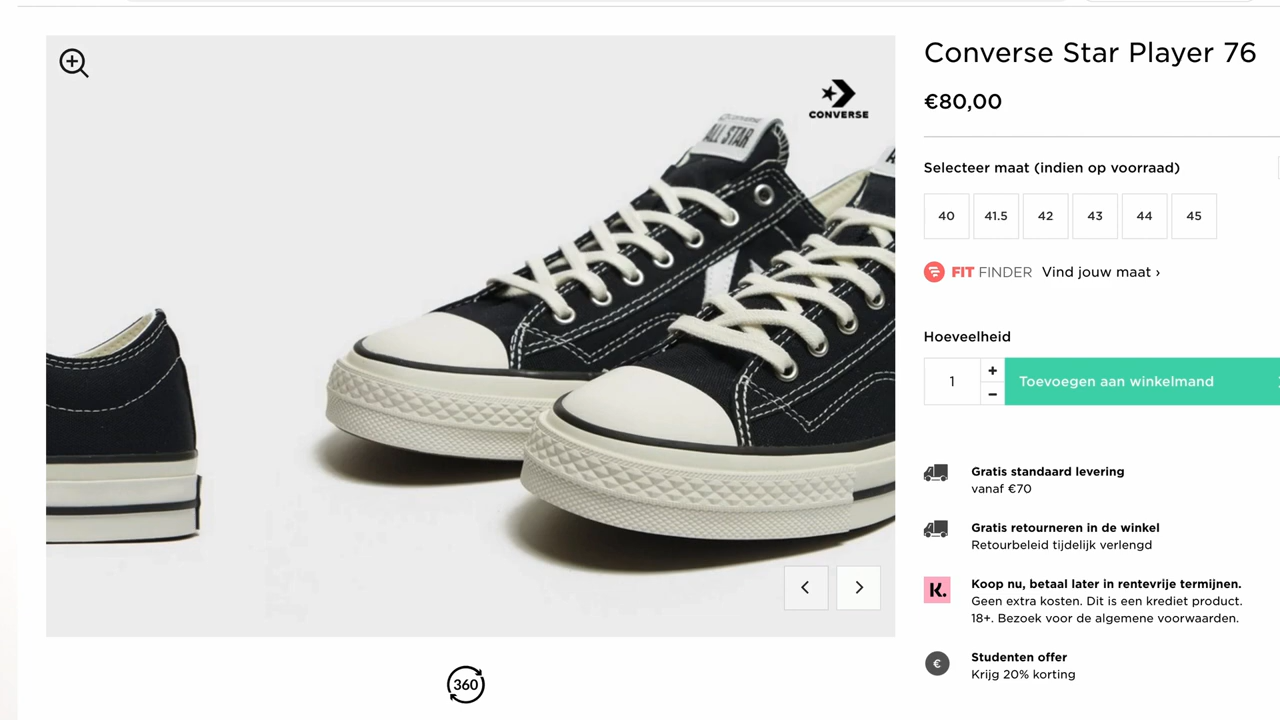 CONVERSE
ALL STAR
360
Converse Star Player 76
€80,00
Selecteer maat (indien op voorraad)
40 41.5 42 43 44 45
FIT FINDER Vind jouw maat ›
Hoeveelheid
1 + −
Toevoegen aan winkelmand
Gratis standaard levering
vanaf €70
Gratis retourneren in de winkel
Retourbeleid tijdelijk verlengd
K.
Koop nu, betaal later in rentevrije termijnen.
Geen extra kosten. Dit is een krediet product.
18+. Bezoek voor de algemene voorwaarden.
€
Studenten offer
Krijg 20% korting